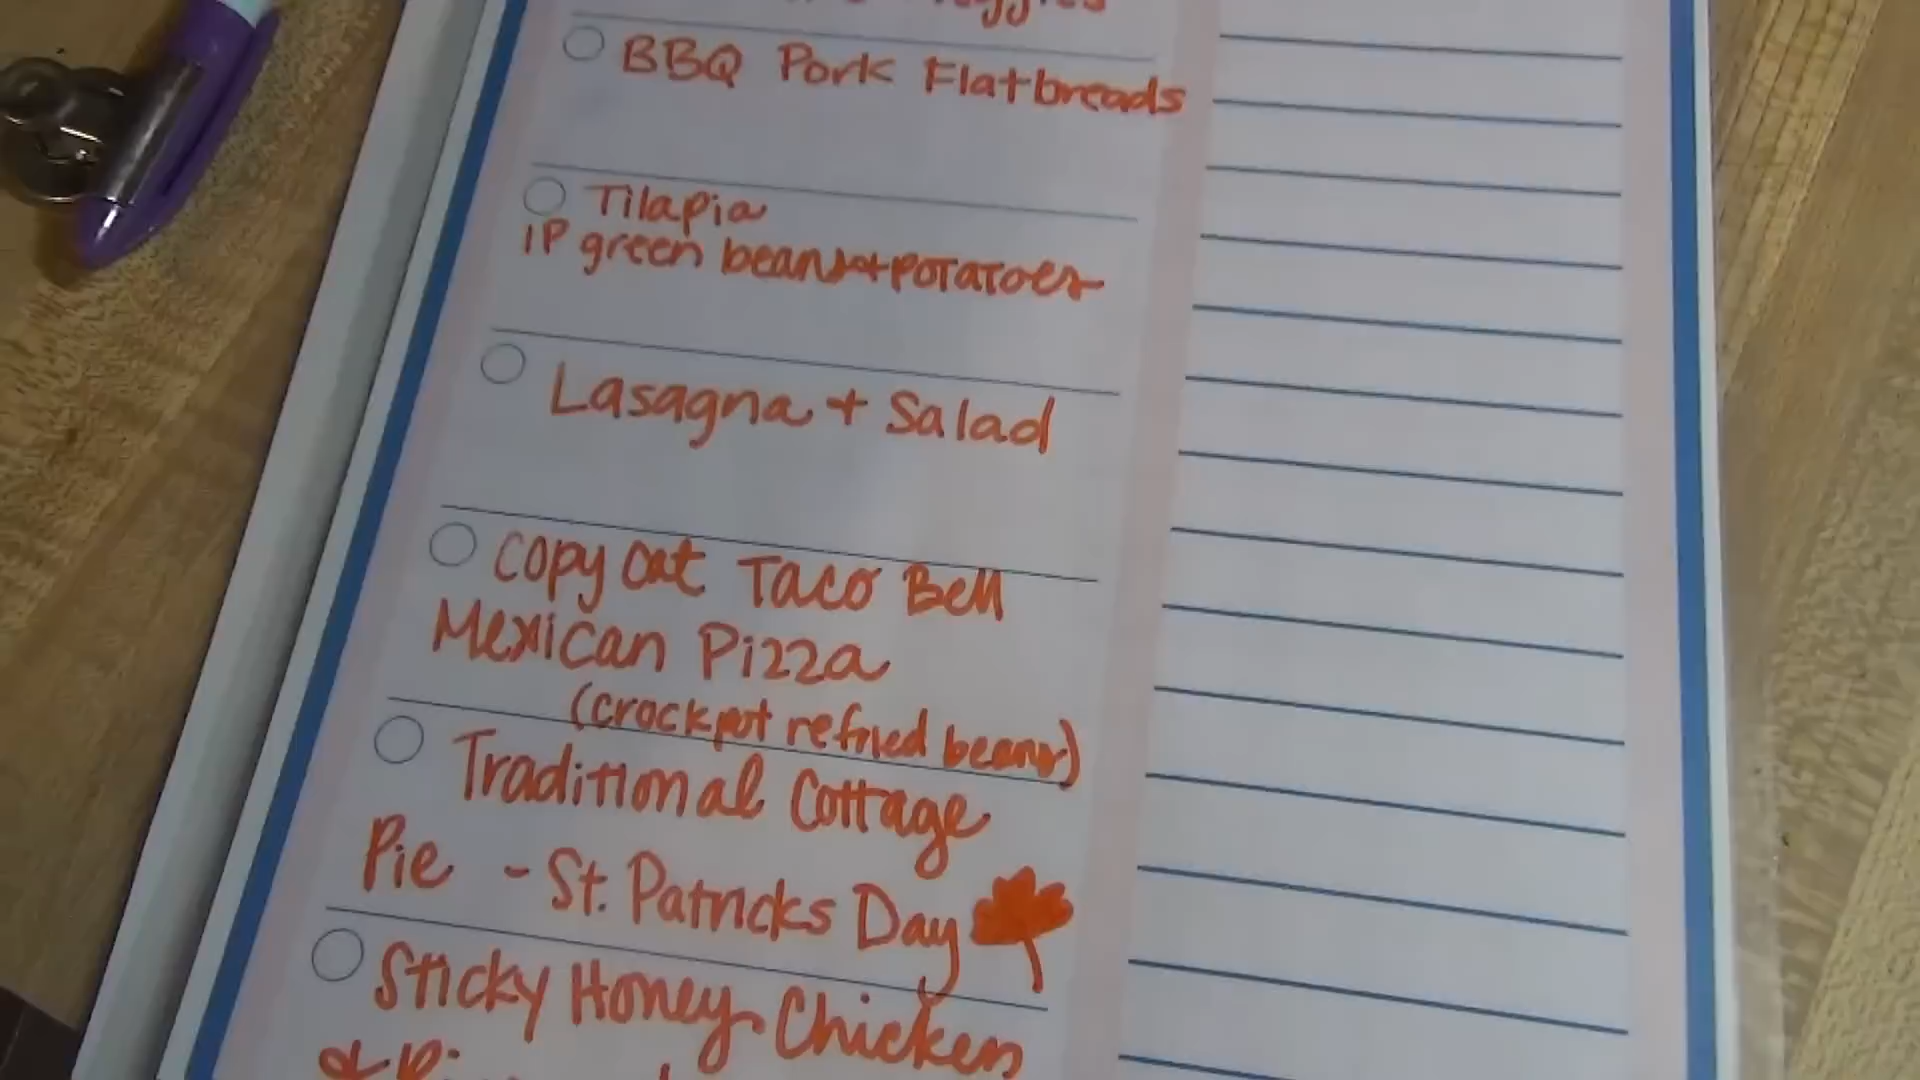 BBQ Pork Flatbreads
Tilapia
IP green beans + potatoes
Lasagna + Salad
Copy Cat Taco Bell
Mexican Pizza
(crockpot refried beans)
Traditional Cottage
Pie - St. Patricks Day
Sticky Honey Chicken